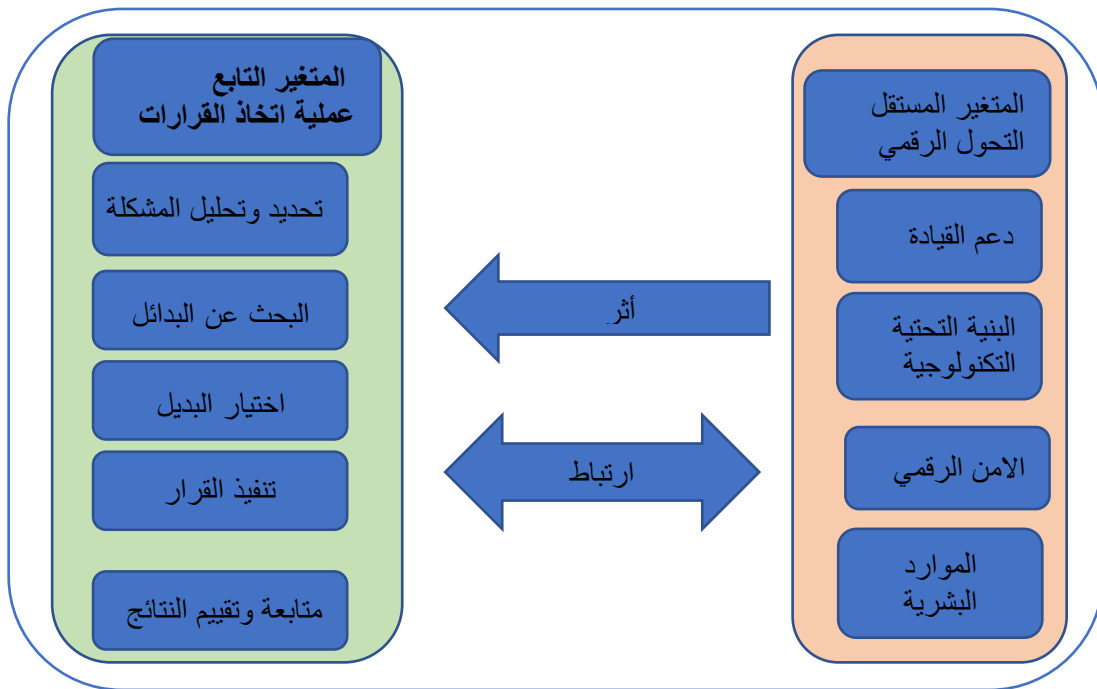 المتغير المستقل
التحول الرقمي
دعم القيادة
البنية التحتية
التكنولوجية
الامن الرقمي
الموارد
البشرية
أثر
ارتباط
المتغير التابع
عملية اتخاذ القرارات
تحديد وتحليل المشكلة
البحث عن البدائل
اختيار البديل
تنفيذ القرار
متابعة وتقييم النتائج